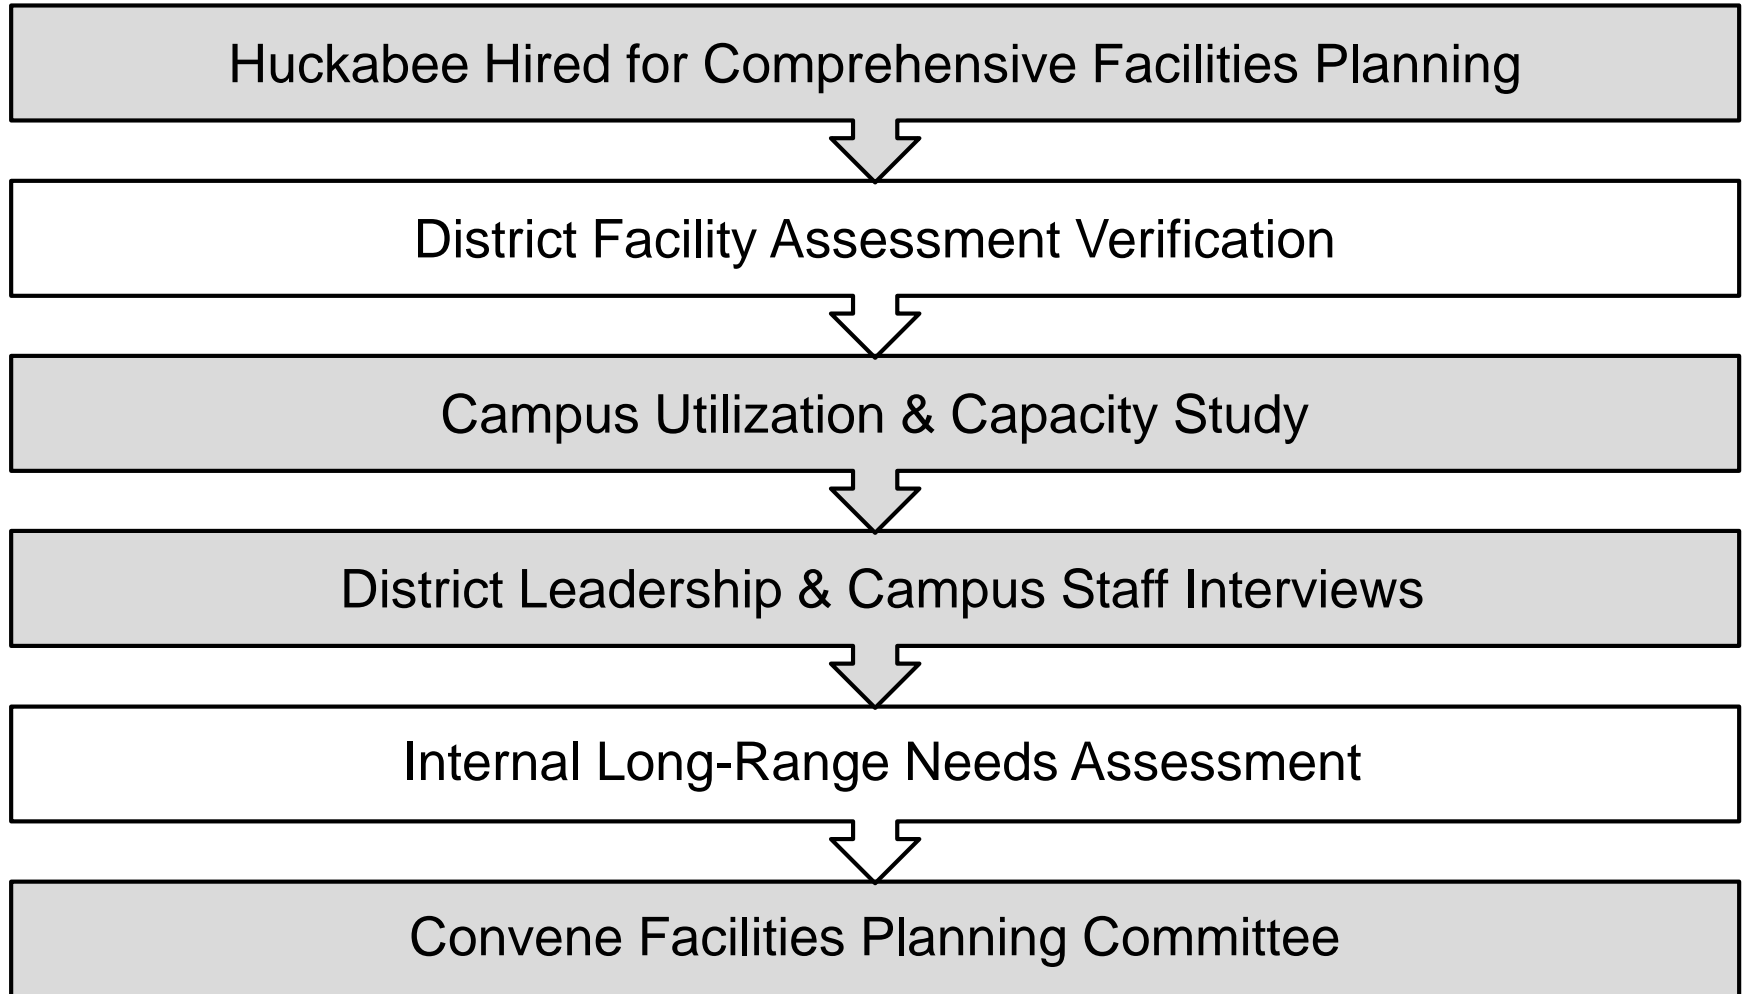 Huckabee Hired for Comprehensive Facilities Planning
District Facility Assessment Verification
Campus Utilization & Capacity Study
District Leadership & Campus Staff Interviews
Internal Long-Range Needs Assessment
Convene Facilities Planning Committee